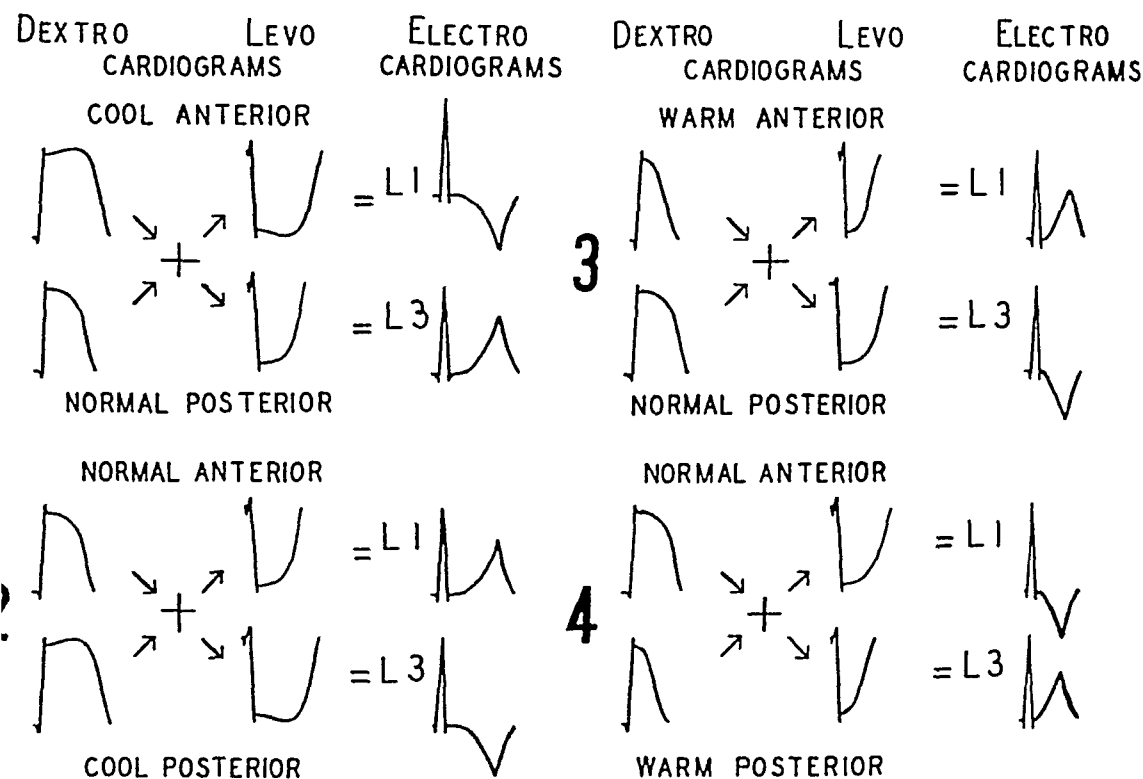 DEXTRO LEVO ELECTRO
CARDIOGRAMS CARDIOGRAMS
COOL ANTERIOR
= L1
+
= L3
NORMAL POSTERIOR
NORMAL ANTERIOR
= L1
2 +
= L3
COOL POSTERIOR
DEXTRO LEVO ELECTRO
CARDIOGRAMS CARDIOGRAMS
WARM ANTERIOR
= L1
3 +
= L3
NORMAL POSTERIOR
NORMAL ANTERIOR
= L1
4 +
= L3
WARM POSTERIOR